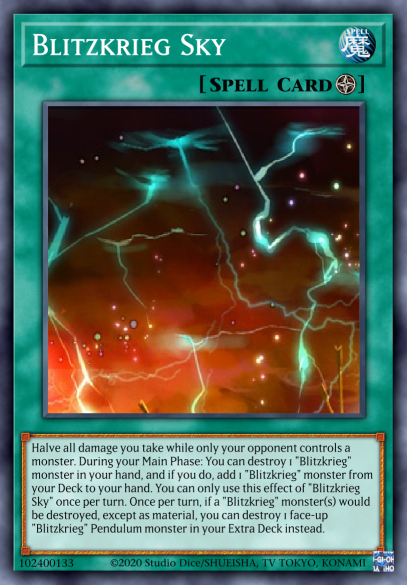 Blitzkrieg Sky
SPELL
魔
[Spell Card]
Halve all damage you take while only your opponent controls a
monster. During your Main Phase: You can destroy 1 "Blitzkrieg"
monster in your hand, and if you do, add 1 "Blitzkrieg" monster from
your Deck to your hand. You can only use this effect of "Blitzkrieg
Sky" once per turn. Once per turn, if a "Blitzkrieg" monster(s) would
be destroyed, except as material, you can destroy 1 face-up
"Blitzkrieg" Pendulum monster in your Extra Deck instead.
102400133
©2020 Studio Dice/SHUEISHA, TV TOKYO, KONAMI